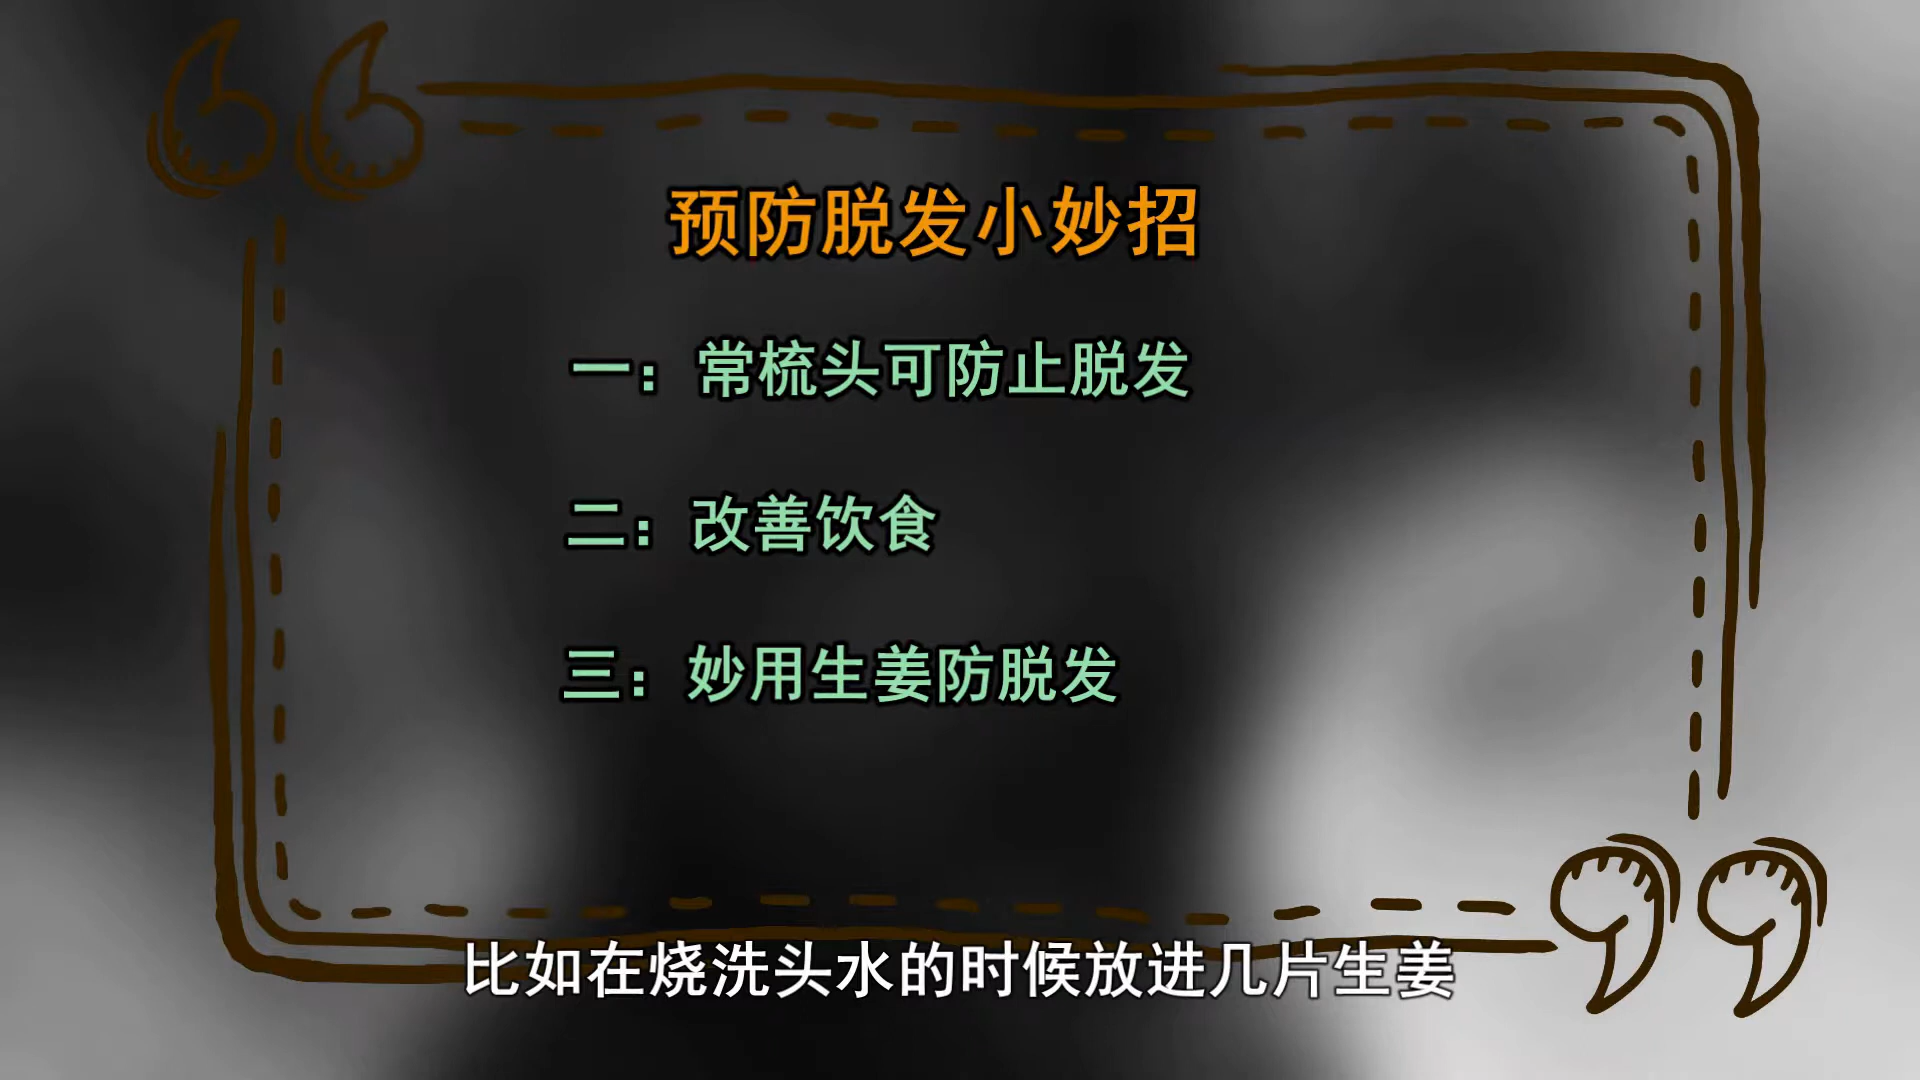 预防脱发小妙招
一：常梳头可防止脱发
二：改善饮食
三：妙用生姜防脱发
比如在烧洗头水的时候放进几片生姜